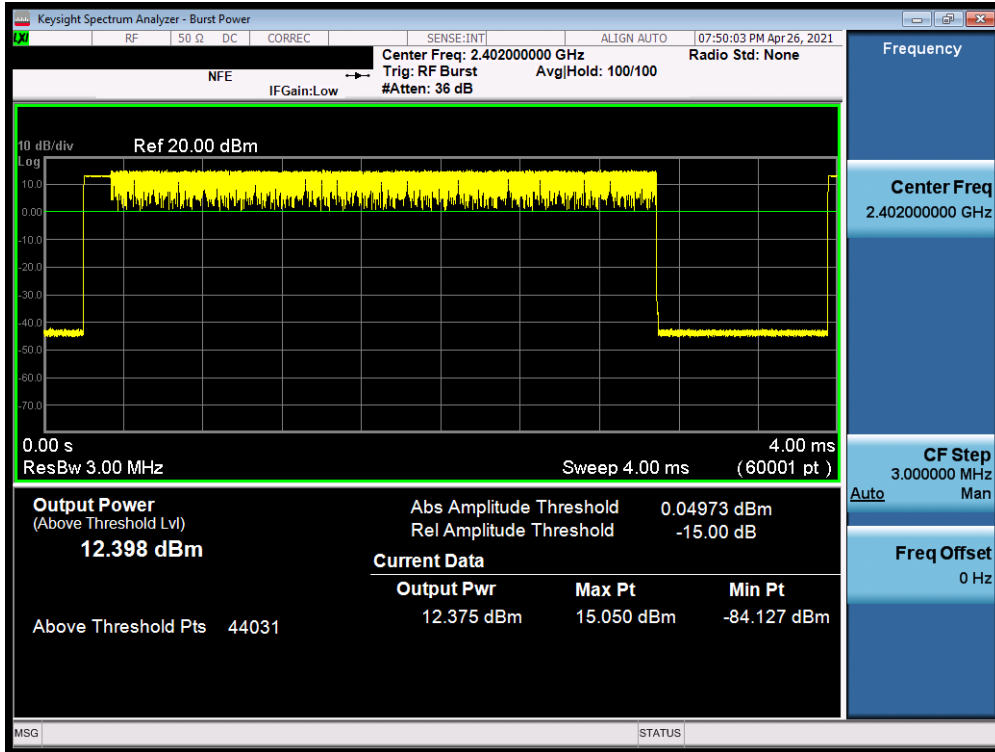 Keysight Spectrum Analyzer - Burst Power
LXI RF 50 Ω DC CORREC SENSE:INT ALIGN AUTO 07:50:03 PM Apr 26, 2021
Center Freq: 2.402000000 GHz Radio Std: None
NFE Trig: RF Burst Avg|Hold: 100/100
IFGain:Low #Atten: 36 dB
Frequency
10 dB/div Ref 20.00 dBm
Log
10.0
0.00
-10.0
-20.0
-30.0
-40.0
-50.0
-60.0
-70.0
0.00 s 4.00 ms
ResBw 3.00 MHz Sweep 4.00 ms (60001 pt)
Center Freq
2.402000000 GHz
CF Step
3.000000 MHz
Auto Man
Freq Offset
0 Hz
Output Power
(Above Threshold Lvl)
12.398 dBm
Above Threshold Pts 44031
Abs Amplitude Threshold 0.04973 dBm
Rel Amplitude Threshold -15.00 dB
Current Data
Output Pwr Max Pt Min Pt
12.375 dBm 15.050 dBm -84.127 dBm
MSG STATUS